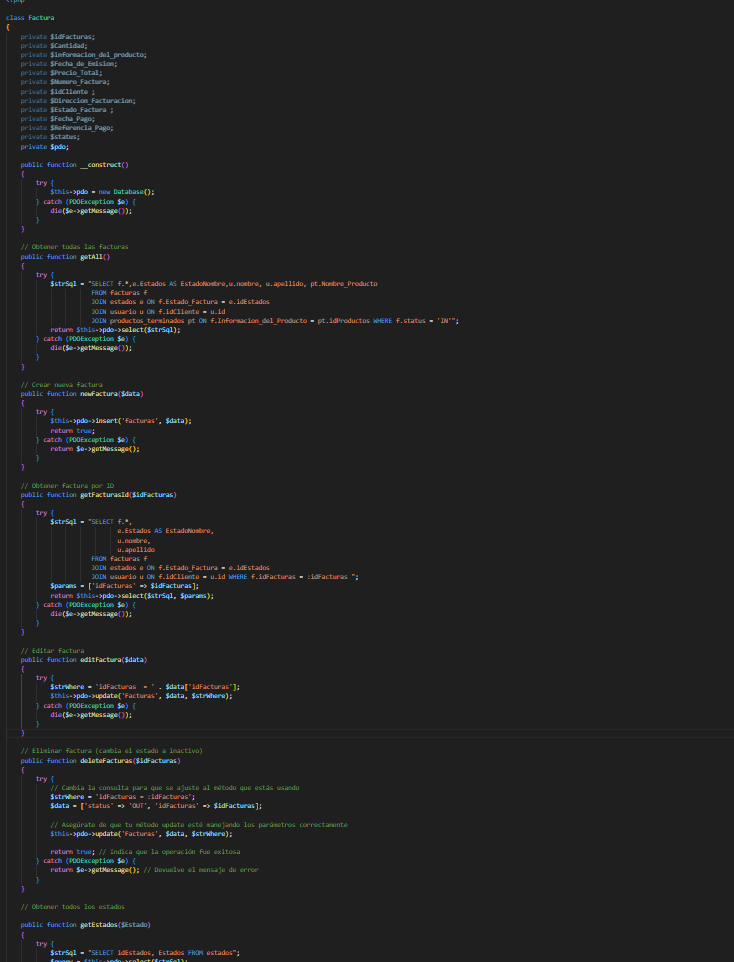 <?php
class Factura
{
private $idFacturas;
private $Cantidad;
private $informacion_del_producto;
private $Fecha_de_Emision;
private $Precio_Total;
private $Numero_Factura;
private $idCliente ;
private $Direccion_Facturacion;
private $Estado_Factura ;
private $Fecha_Pago;
private $Referencia_Pago;
private $status;
private $pdo;
public function __construct()
{
try {
$this->pdo = new Database();
} catch (PDOException $e) {
die($e->getMessage());
}
}
// Obtener todas las facturas
public function getAll()
{
try {
$strSql = "SELECT f.*,e.Estados AS EstadoNombre,u.nombre, u.apellido, pt.Nombre_Producto
FROM facturas f
JOIN estados e ON f.Estado_Factura = e.idEstados
JOIN usuario u ON f.idCliente = u.id
JOIN productos_terminados pt ON f.Informacion_del_Producto = pt.idProductos WHERE f.status = 'IN'";
return $this->pdo->select($strSql);
} catch (PDOException $e) {
die($e->getMessage());
}
}
// Crear nueva factura
public function newFactura($data)
{
try {
$this->pdo->insert('facturas', $data);
return true;
} catch (PDOException $e) {
return $e->getMessage();
}
}
// Obtener factura por ID
public function getFacturasId($idFacturas)
{
try {
$strSql = "SELECT f.*,
e.Estados AS EstadoNombre,
u.nombre,
u.apellido
FROM facturas f
JOIN estados e ON f.Estado_Factura = e.idEstados
JOIN usuario u ON f.idCliente = u.id WHERE f.idFacturas = :idFacturas ";
$params = ['idFacturas' => $idFacturas];
return $this->pdo->select($strSql, $params);
} catch (PDOException $e) {
die($e->getMessage());
}
}
// Editar factura
public function editFactura($data)
{
try {
$strWhere = 'idFacturas  = ' . $data['idFacturas'];
$this->pdo->update('Facturas', $data, $strWhere);
} catch (PDOException $e) {
die($e->getMessage());
}
}
// Eliminar factura (cambia el estado a inactivo)
public function deleteFacturas($idFacturas)
{
try {
// Cambia la consulta para que se ajuste al método que estás usando
$strWhere = 'idFacturas = :idFacturas';
$data = ['status' => 'OUT', 'idFacturas' => $idFacturas];
// Asegúrate de que tu método update esté manejando los parámetros correctamente
$this->pdo->update('Facturas', $data, $strWhere);
return true; // Indica que la operación fue exitosa
} catch (PDOException $e) {
return $e->getMessage(); // Devuelve el mensaje de error
}
}
// Obtener todos los estados
public function getEstados($Estado)
{
try {
$strSql = "SELECT idEstados, Estados FROM estados";
$query = $this->pdo->select($strSql);